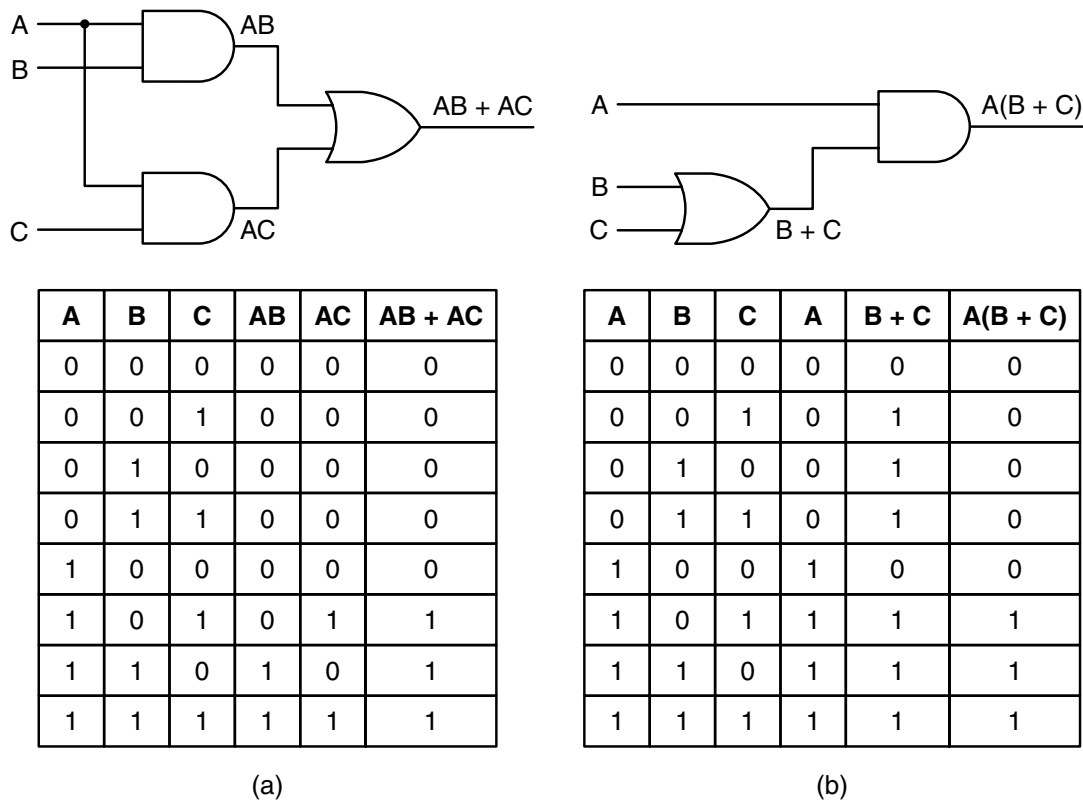 A
B
C
AB
AC
AB + AC
A
B
C
B + C
A(B + C)
A B C AB AC AB + AC
0 0 0 0 0 0
0 0 1 0 0 0
0 1 0 0 0 0
0 1 1 0 0 0
1 0 0 0 0 0
1 0 1 0 1 1
1 1 0 1 0 1
1 1 1 1 1 1
(a)
A B C A B + C A(B + C)
0 0 0 0 0 0
0 0 1 0 1 0
0 1 0 0 1 0
0 1 1 0 1 0
1 0 0 1 0 0
1 0 1 1 1 1
1 1 0 1 1 1
1 1 1 1 1 1
(b)